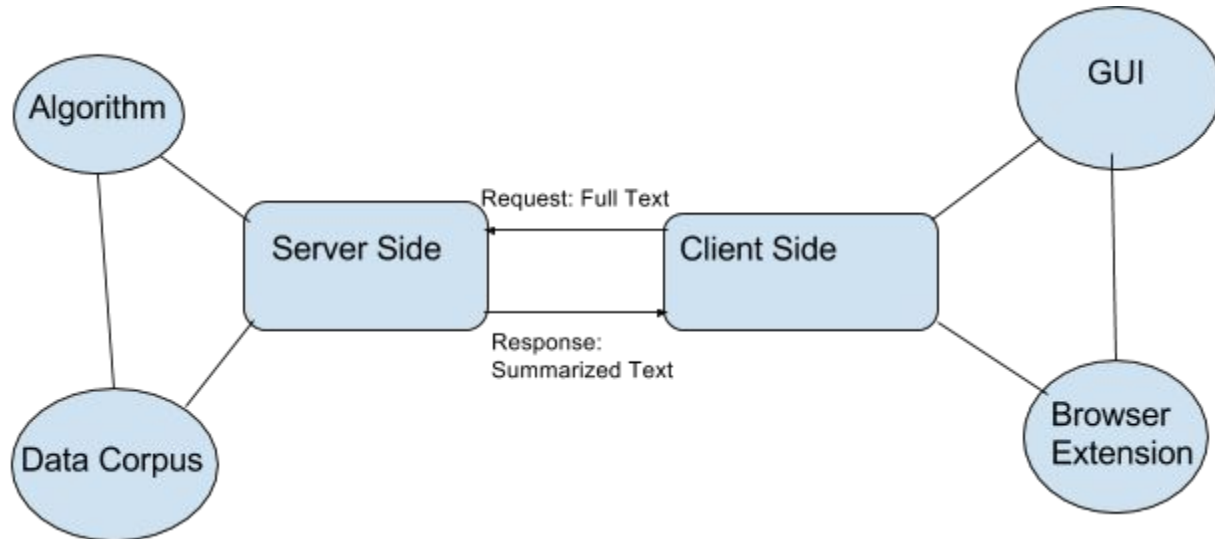 GUI
Algorithm
Request: Full Text
Server Side
Client Side
Response:
Summarized Text
Browser
Extension
Data Corpus